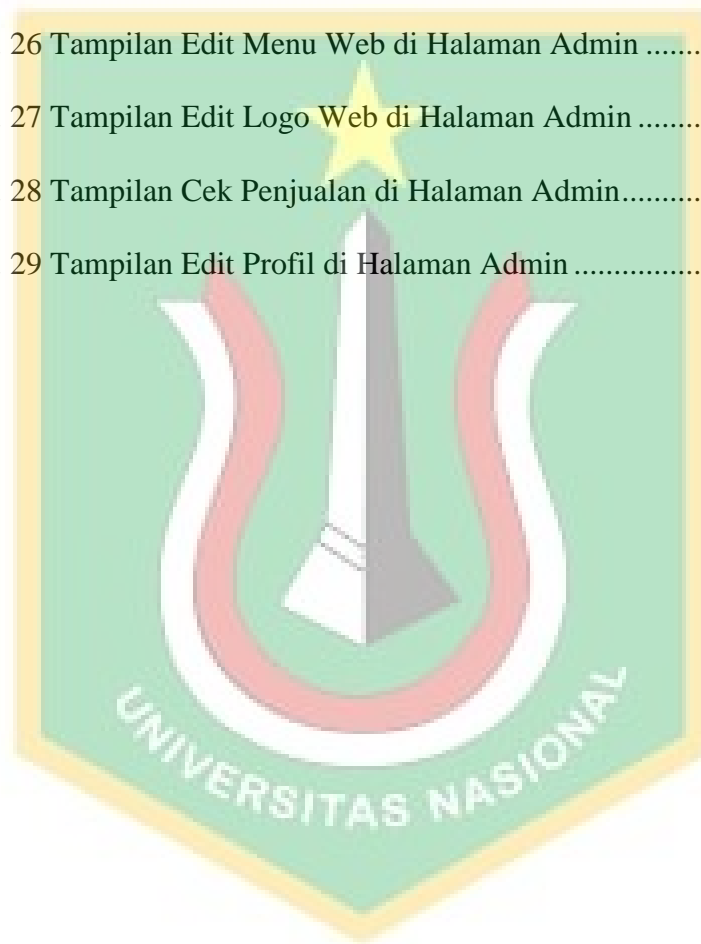 26 Tampilan Edit Menu Web di Halaman Admin .......
27 Tampilan Edit Logo Web di Halaman Admin ........
28 Tampilan Cek Penjualan di Halaman Admin..........
29 Tampilan Edit Profil di Halaman Admin ................
UNIVERSITAS NASIONAL